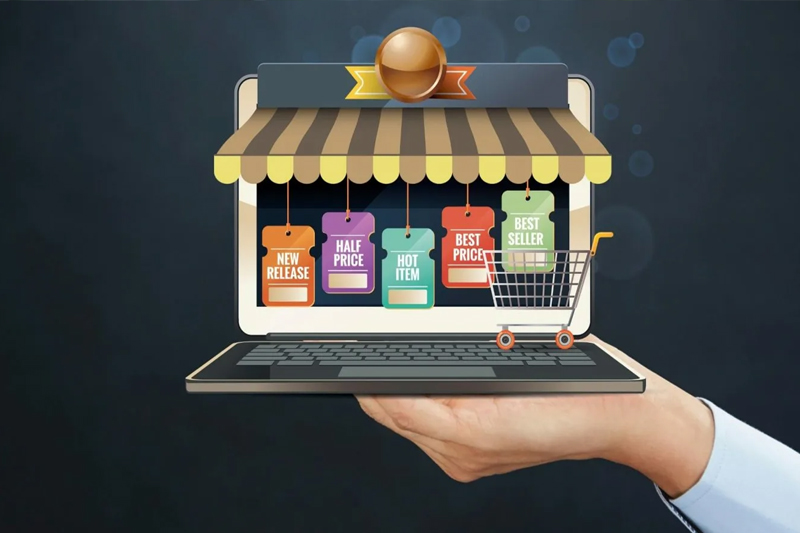 NEW
RELEASE
HALF
PRICE
HOT
ITEM
BEST
PRICE
BEST
SELLER